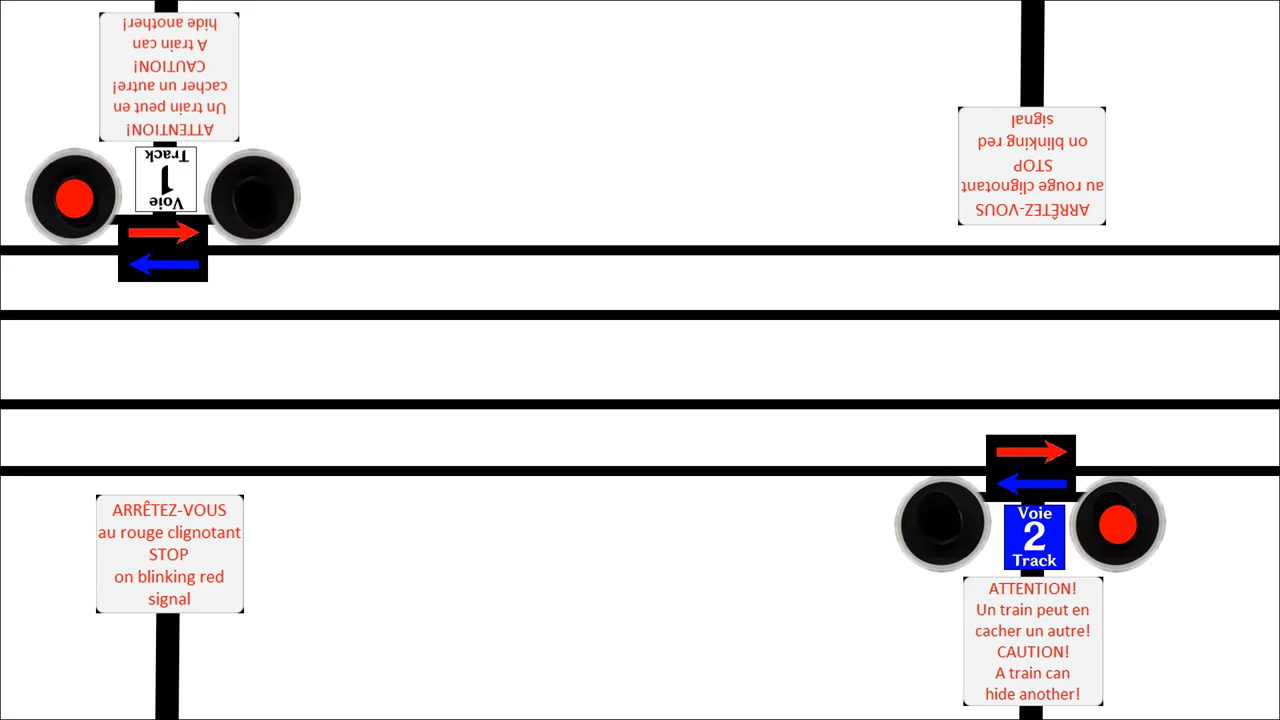 ATTENTION!
Un train peut en
cacher un autre!
CAUTION!
A train can
hide another!
Voie
1
Track
ARRÊTEZ-VOUS
au rouge clignotant
STOP
on blinking red
signal
ARRÊTEZ-VOUS
au rouge clignotant
STOP
on blinking red
signal
Voie
2
Track
ATTENTION!
Un train peut en
cacher un autre!
CAUTION!
A train can
hide another!